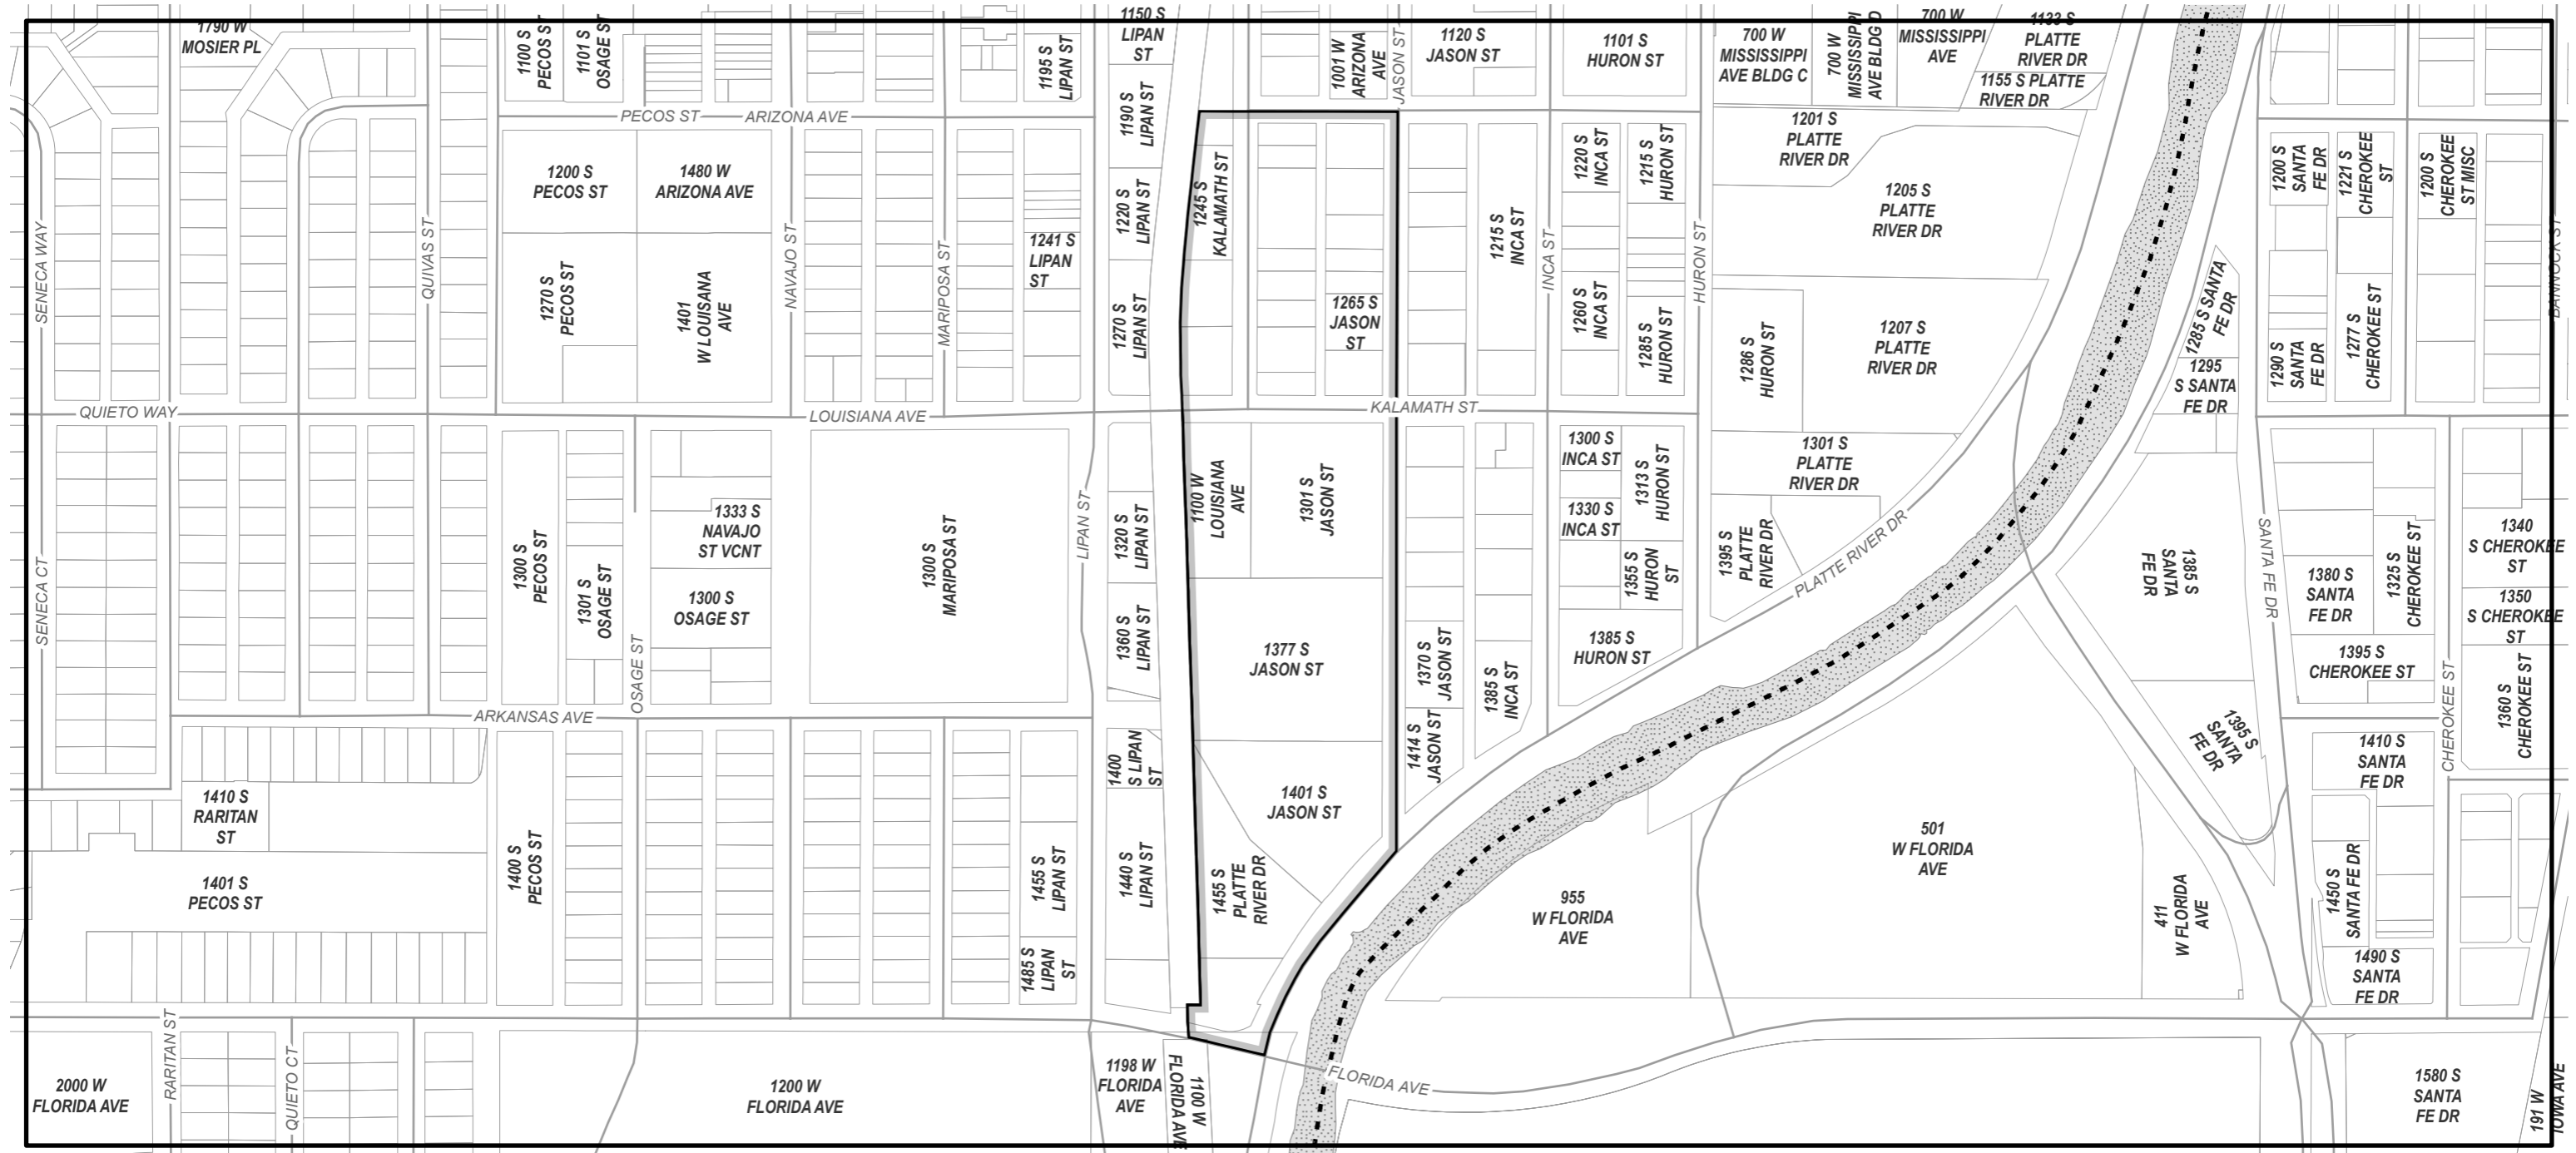 1790 W
MOSIER PL
1100 S
PECOS ST
1101 S
OSAGE ST
1195 S
LIPAN ST
1150 S
LIPAN
ST
1001 W
ARIZONA
AVE
JASON ST
1120 S
JASON ST
1101 S
HURON ST
700 W
MISSISSIPPI
AVE BLDG C
700 W
MISSISSIPPI
AVE BLDG D
700 W
MISSISSIPPI
AVE
1133 S
PLATTE
RIVER DR
1155 S PLATTE
RIVER DR
PECOS ST
ARIZONA AVE
1190 S
LIPAN ST
1200 S
PECOS ST
1480 W
ARIZONA AVE
1220 S
LIPAN ST
1245 S
KALAMATH ST
1215 S
INCA ST
1220 S
INCA ST
1215 S
HURON ST
1201 S
PLATTE
RIVER DR
1205 S
PLATTE
RIVER DR
1200 S
SANTA
FE DR
1221 S
CHEROKEE
ST
1200 S
CHEROKEE
ST MISC
BANNOCK ST
SENECA WAY
QUIVAS ST
NAVAJO ST
MARIPOSA ST
1241 S
LIPAN
ST
INCA ST
HURON ST
1270 S
PECOS ST
1401
W LOUISANA
AVE
1270 S
LIPAN ST
1265 S
JASON
ST
1260 S
INCA ST
1285 S
HURON ST
1286 S
HURON ST
1207 S
PLATTE
RIVER DR
1285 S SANTA
FE DR
1295
S SANTA
FE DR
1290 S
SANTA
FE DR
1277 S
CHEROKEE ST
QUIETO WAY
LOUISIANA AVE
KALAMATH ST
1300 S
INCA ST
1313 S
HURON ST
1301 S
PLATTE
RIVER DR
1100 W
LOUISIANA
AVE
1301 S
JASON ST
LIPAN ST
1320 S
LIPAN ST
1300 S
PECOS ST
1301 S
OSAGE ST
1333 S
NAVAJO
ST VCNT
1300 S
MARIPOSA ST
1330 S
INCA ST
1355 S
HURON
ST
1395 S
PLATTE
RIVER DR
PLATTE RIVER DR
1385 S
SANTA
FE DR
SANTA FE DR
1380 S
SANTA
FE DR
1325 S
CHEROKEE ST
1340
S CHEROKEE
ST
1350
S CHEROKEE
ST
SENECA CT
1300 S
OSAGE ST
OSAGE ST
1360 S
LIPAN ST
1377 S
JASON ST
1370 S
JASON ST
1385 S
INCA ST
1385 S
HURON ST
1395 S
CHEROKEE ST
CHEROKEE ST
1360 S
CHEROKEE ST
ARKANSAS AVE
1400
S LIPAN
ST
1414 S
JASON ST
1395 S
SANTA
FE DR
1410 S
SANTA
FE DR
1410 S
RARITAN
ST
1401 S
JASON ST
501
W FLORIDA
AVE
1401 S
PECOS ST
1400 S
PECOS ST
1455 S
LIPAN ST
1440 S
LIPAN ST
1455 S
PLATTE
RIVER DR
955
W FLORIDA
AVE
411
W FLORIDA
AVE
1450 S
SANTA FE DR
1485 S
LIPAN
ST
1490 S
SANTA
FE DR
RARITAN ST
QUIETO CT
2000 W
FLORIDA AVE
1200 W
FLORIDA AVE
1198 W
FLORIDA
AVE
1100 W
FLORIDA AVE
FLORIDA AVE
1580 S
SANTA
FE DR
191 W
IOWA AVE